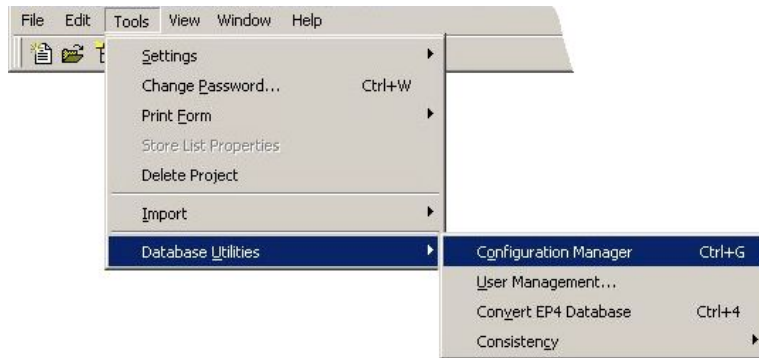 File Edit Tools View Window Help
Settings
Change Password... Ctrl+W
Print Form
Store List Properties
Delete Project
Import
Database Utilities
Configuration Manager Ctrl+G
User Management...
Convert EP4 Database Ctrl+4
Consistency